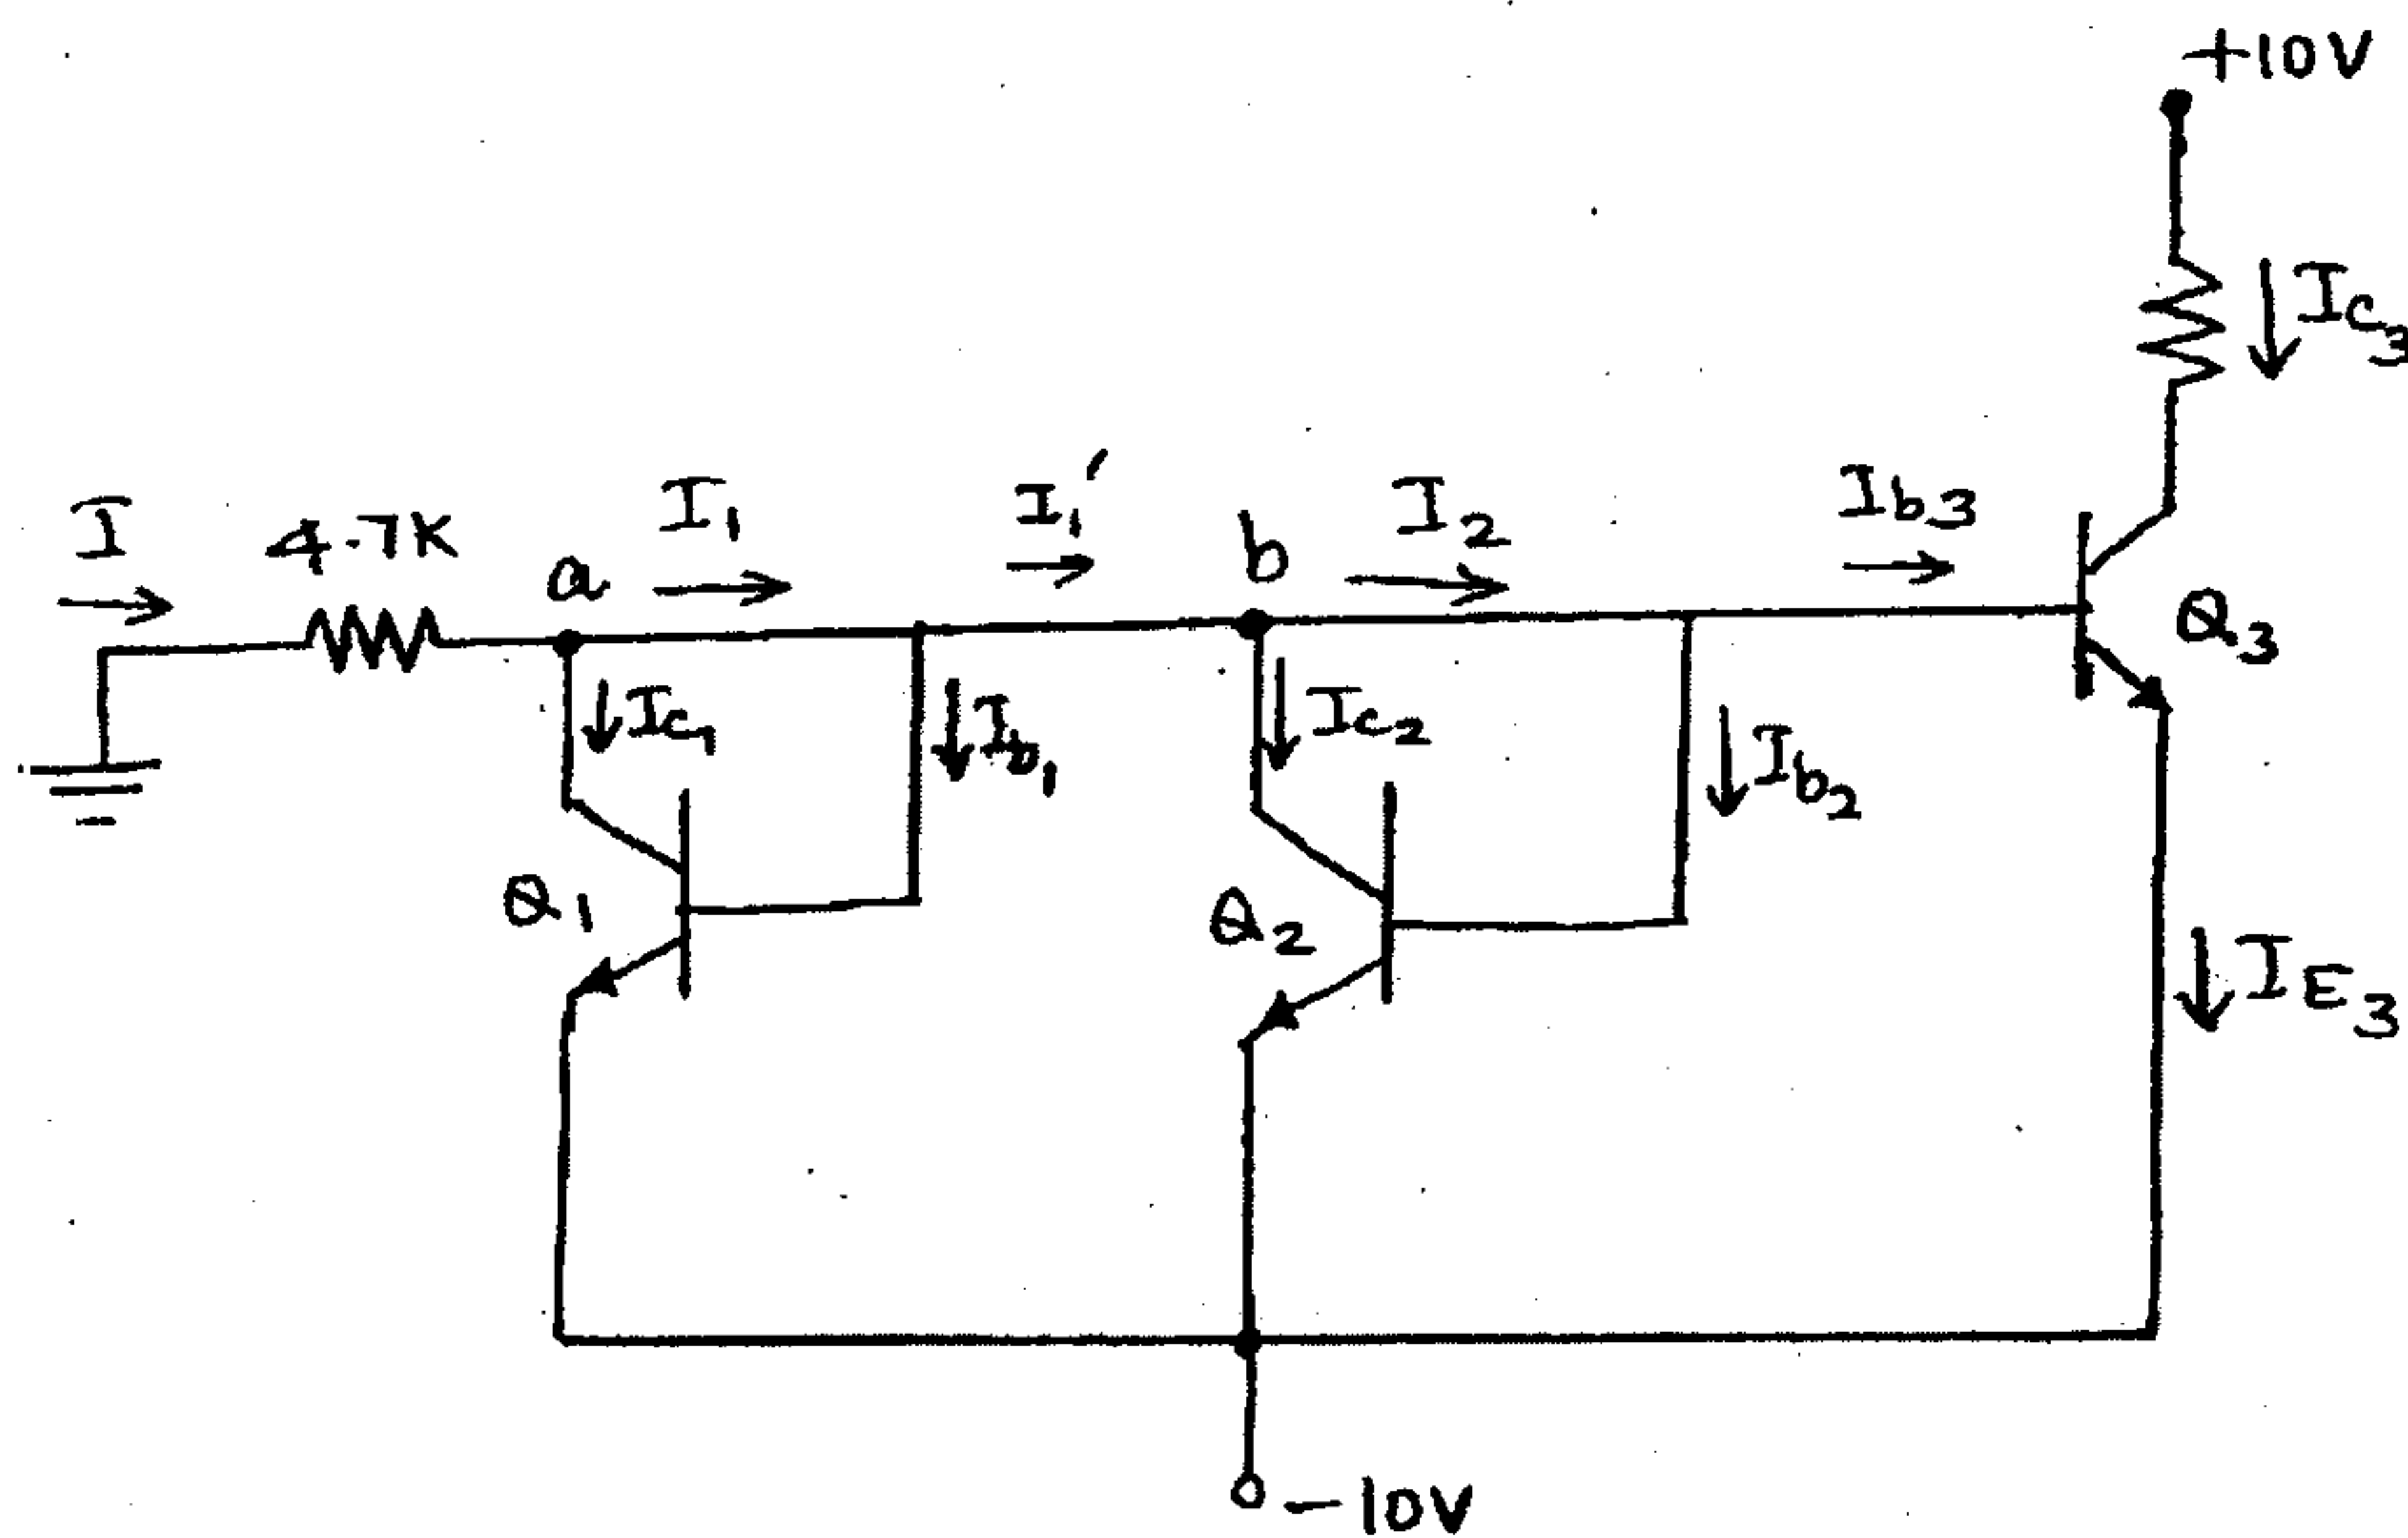 +10V
Ic3
I
4.7K
a
I1
I1'
b
I2
Ib3
Q3
Ic1
Ib1
Ic2
Ib2
Q1
Q2
IE3
-10V